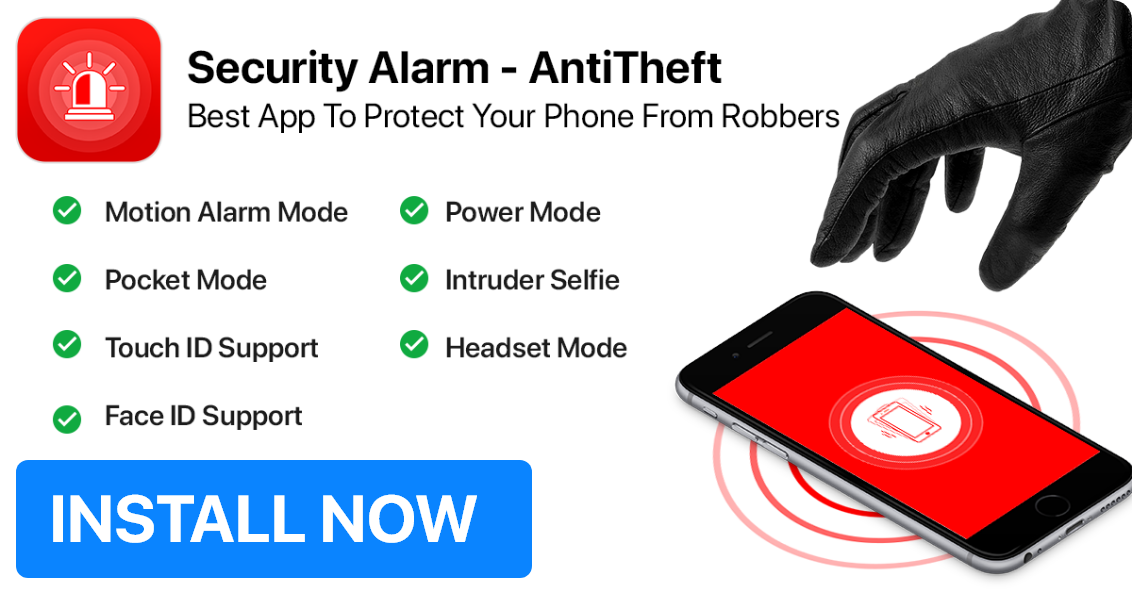 Security Alarm - AntiTheft
Best App To Protect Your Phone From Robbers
Motion Alarm Mode
Power Mode
Pocket Mode
Intruder Selfie
Touch ID Support
Headset Mode
Face ID Support
INSTALL NOW